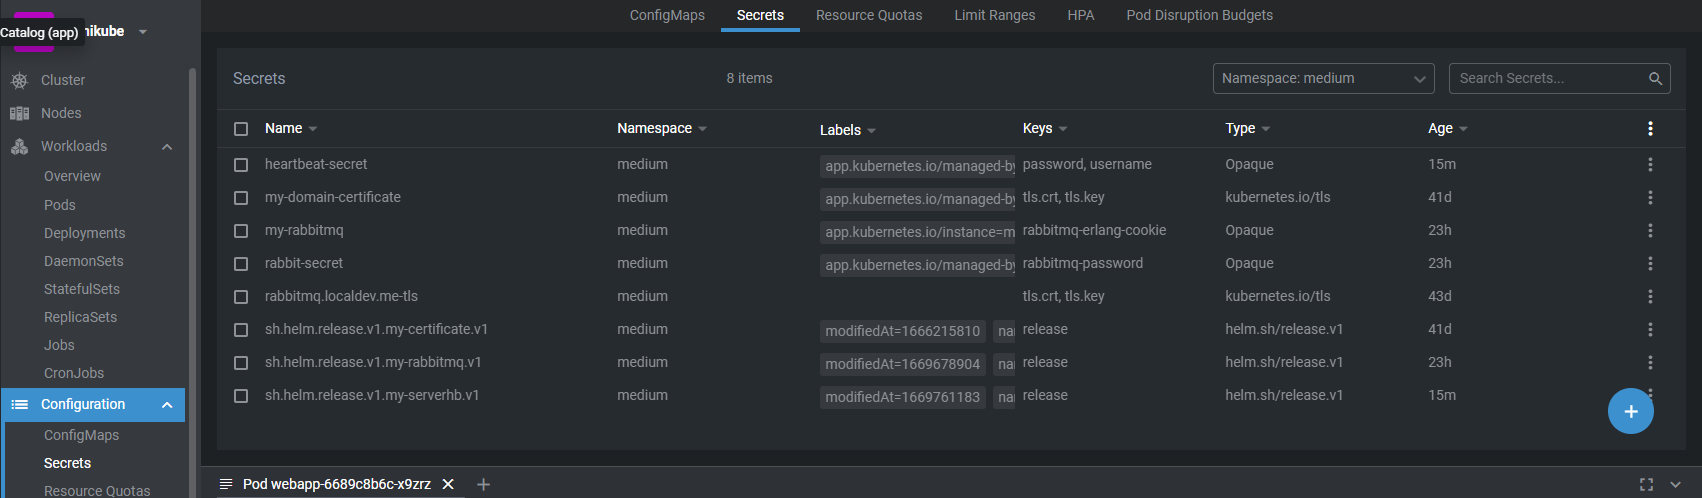 ConfigMaps Secrets Resource Quotas Limit Ranges HPA Pod Disruption Budgets
Catalog (app) nikube
Cluster
Nodes
Workloads
Overview
Pods
Deployments
DaemonSets
StatefulSets
ReplicaSets
Jobs
CronJobs
Configuration
ConfigMaps
Secrets
Resource Quotas
Secrets 8 items Namespace: medium Search Secrets...
Name Namespace Labels Keys Type Age
heartbeat-secret medium app.kubernetes.io/managed-by password, username Opaque 15m
my-domain-certificate medium app.kubernetes.io/managed-by tls.crt, tls.key kubernetes.io/tls 41d
my-rabbitmq medium app.kubernetes.io/instance=m rabbitmq-erlang-cookie Opaque 23h
rabbit-secret medium app.kubernetes.io/managed-by rabbitmq-password Opaque 23h
rabbitmq.localdev.me-tls medium tls.crt, tls.key kubernetes.io/tls 43d
sh.helm.release.v1.my-certificate.v1 medium modifiedAt=1666215810 nai release helm.sh/release.v1 41d
sh.helm.release.v1.my-rabbitmq.v1 medium modifiedAt=1669678904 nai release helm.sh/release.v1 23h
sh.helm.release.v1.my-serverhb.v1 medium modifiedAt=1669761183 nai release helm.sh/release.v1 15m
Pod webapp-6689c8b6c-x9zrz